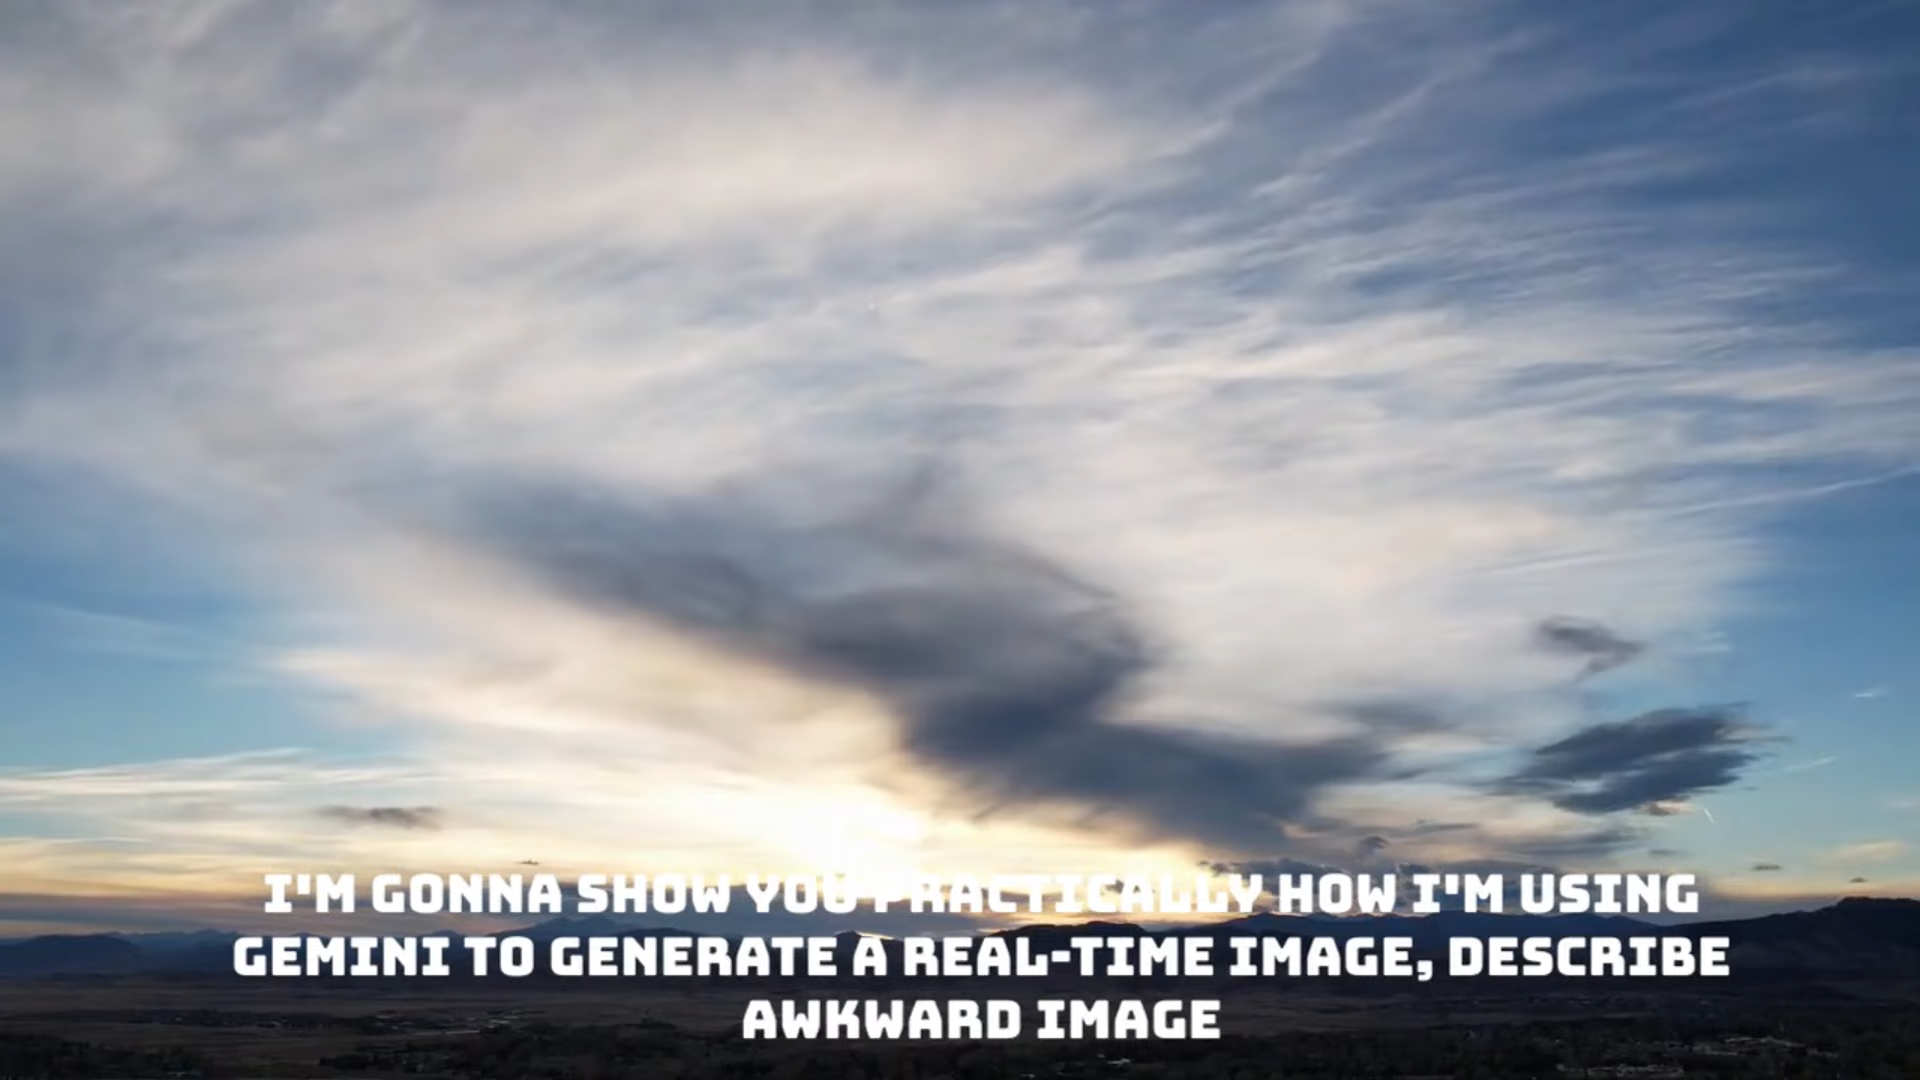 I'M GONNA SHOW YOU PRACTICALLY HOW I'M USING
GEMINI TO GENERATE A REAL-TIME IMAGE, DESCRIBE
AWKWARD IMAGE